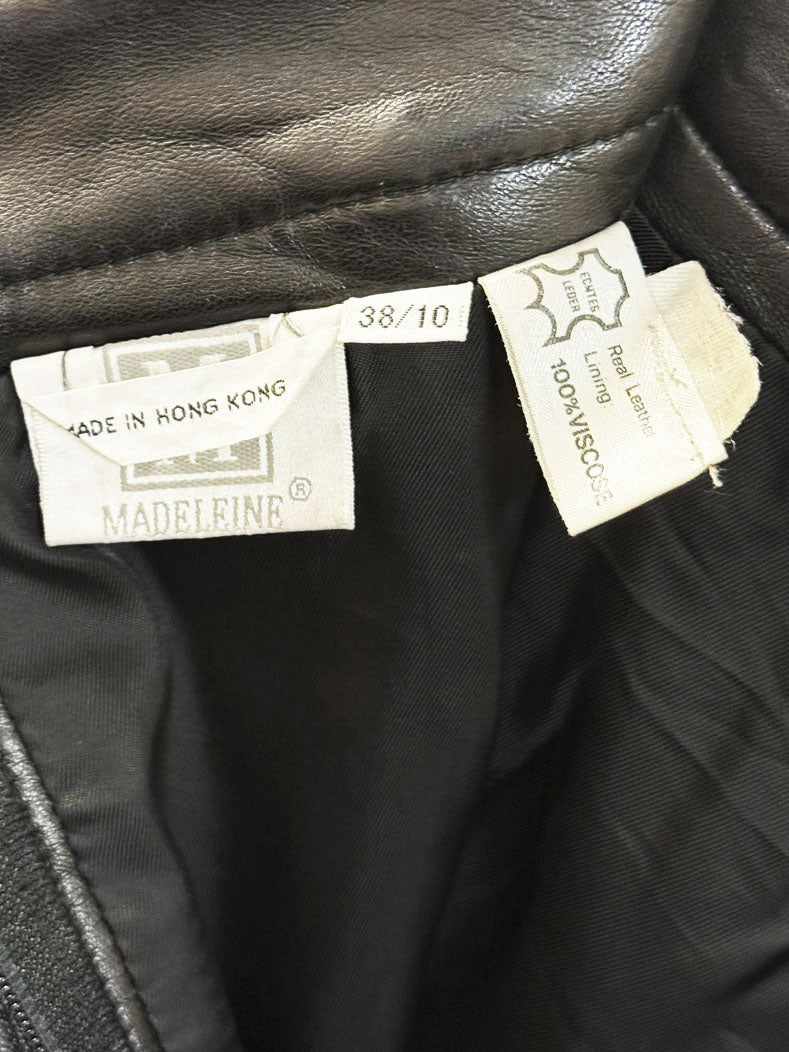 MADE IN HONG KONG
MADELEINE ®
38/10
ECHTES
LEDER
Real Leather
Lining:
100%VISCOSE